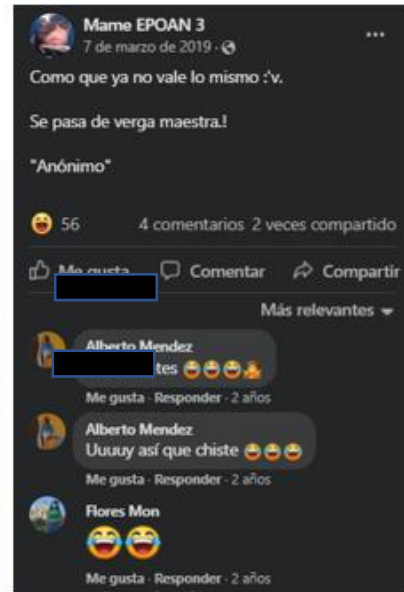 Mame EPOAN 3
7 de marzo de 2019 ·
Como que ya no vale lo mismo :'v.
Se pasa de verga maestra.!
"Anónimo"
56 4 comentarios 2 veces compartido
Me gusta Comentar Compartir
Más relevantes
Alberto Mendez
tes
Me gusta · Responder · 2 años
Alberto Mendez
Uuuuy así que chiste
Me gusta · Responder · 2 años
Flores Mon
Me gusta · Responder · 2 años